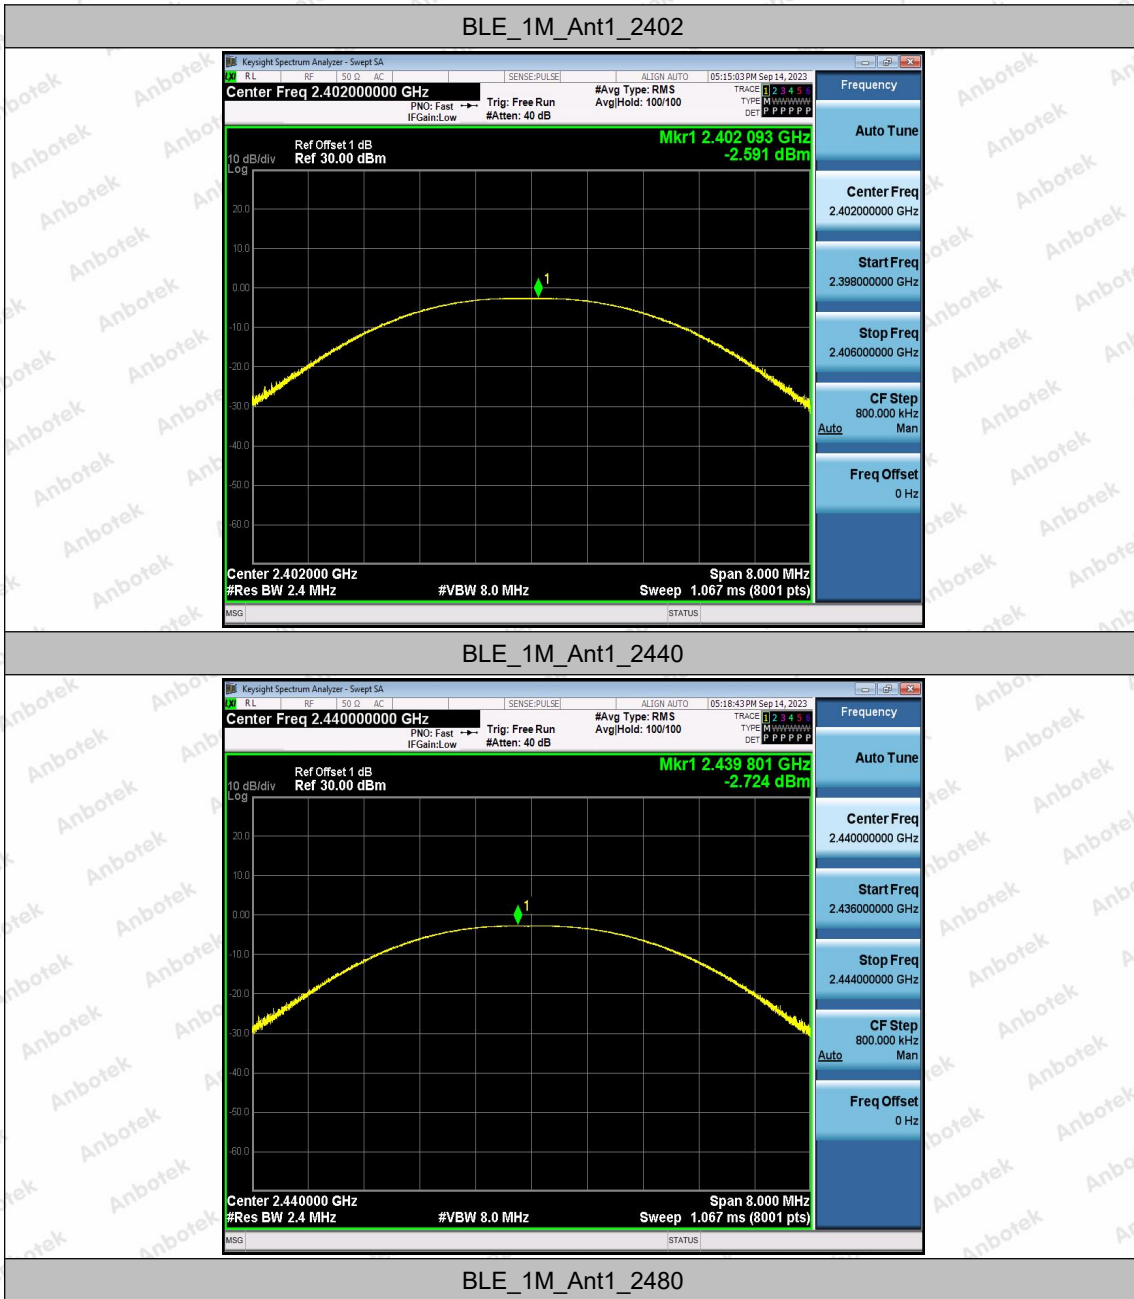 BLE_1M_Ant1_2402
Keysight Spectrum Analyzer - Swept SA
LXI RL RF 50 Ω AC SENSE:PULSE ALIGN AUTO 05:15:03 PM Sep 14, 2023
Center Freq 2.402000000 GHz
PNO: Fast
IFGain:Low
Trig: Free Run
#Atten: 40 dB
#Avg Type: RMS
Avg|Hold: 100/100
TRACE 1 2 3 4 5 6
TYPE M WWWWW
DET P P P P P P
Frequency
Ref Offset 1 dB
10 dB/div Ref 30.00 dBm
Log
Mkr1 2.402 093 GHz
-2.591 dBm
20.0
10.0
0.00
-10.0
-20.0
-30.0
-40.0
-50.0
-60.0
1
Center 2.402000 GHz Span 8.000 MHz
#Res BW 2.4 MHz #VBW 8.0 MHz Sweep 1.067 ms (8001 pts)
MSG STATUS
Auto Tune
Center Freq
2.402000000 GHz
Start Freq
2.398000000 GHz
Stop Freq
2.406000000 GHz
CF Step
800.000 kHz
Auto Man
Freq Offset
0 Hz
BLE_1M_Ant1_2440
Keysight Spectrum Analyzer - Swept SA
LXI RL RF 50 Ω AC SENSE:PULSE ALIGN AUTO 05:18:43 PM Sep 14, 2023
Center Freq 2.440000000 GHz
PNO: Fast
IFGain:Low
Trig: Free Run
#Atten: 40 dB
#Avg Type: RMS
Avg|Hold: 100/100
TRACE 1 2 3 4 5 6
TYPE M WWWWW
DET P P P P P P
Frequency
Ref Offset 1 dB
10 dB/div Ref 30.00 dBm
Log
Mkr1 2.439 801 GHz
-2.724 dBm
20.0
10.0
0.00
-10.0
-20.0
-30.0
-40.0
-50.0
-60.0
1
Center 2.440000 GHz Span 8.000 MHz
#Res BW 2.4 MHz #VBW 8.0 MHz Sweep 1.067 ms (8001 pts)
MSG STATUS
Auto Tune
Center Freq
2.440000000 GHz
Start Freq
2.436000000 GHz
Stop Freq
2.444000000 GHz
CF Step
800.000 kHz
Auto Man
Freq Offset
0 Hz
BLE_1M_Ant1_2480
Anbotek